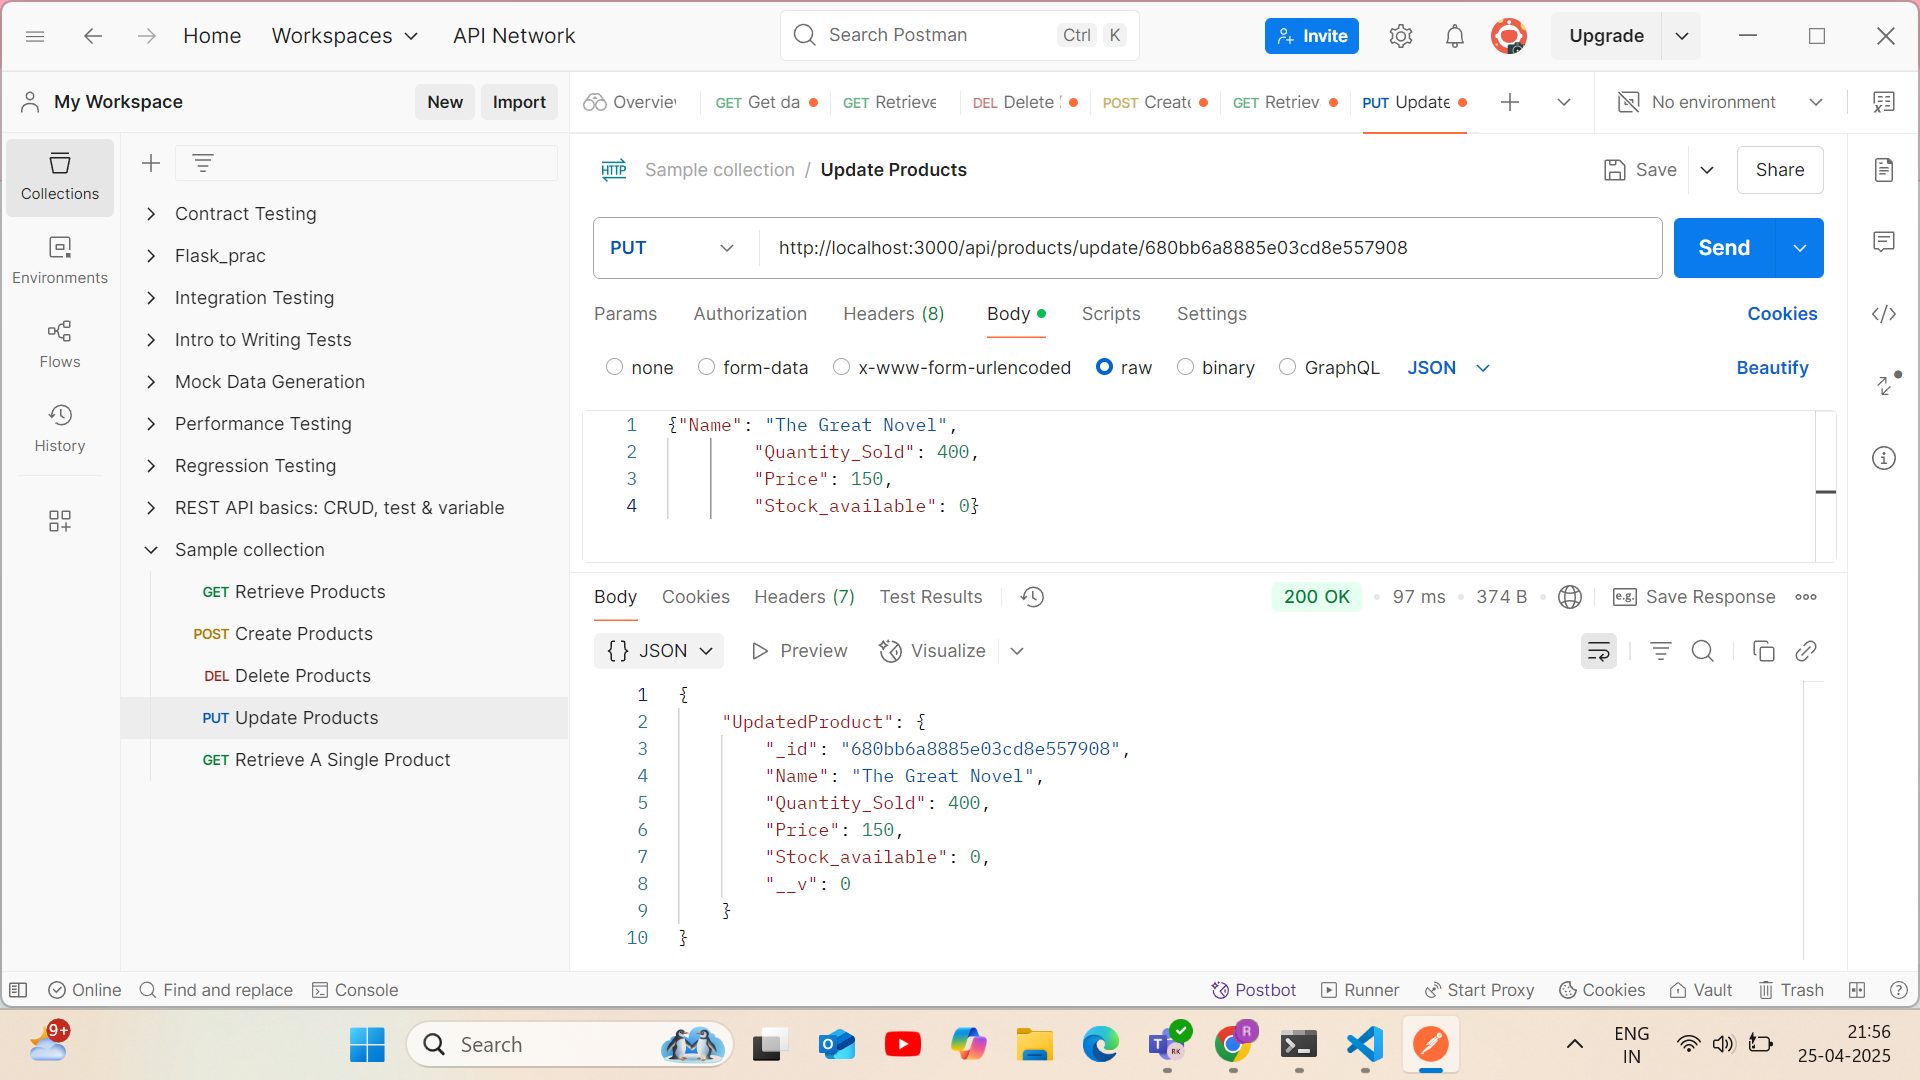 Home Workspaces API Network Search Postman Ctrl K Invite Upgrade
My Workspace New Import Overvie GET Get da GET Retrieve DEL Delete POST Create GET Retriev PUT Update No environment
Collections
Environments
Flows
History
Contract Testing
Flask_prac
Integration Testing
Intro to Writing Tests
Mock Data Generation
Performance Testing
Regression Testing
REST API basics: CRUD, test & variable
Sample collection
GET Retrieve Products
POST Create Products
DEL Delete Products
PUT Update Products
GET Retrieve A Single Product
HTTP Sample collection / Update Products Save Share
PUT http://localhost:3000/api/products/update/680bb6a8885e03cd8e557908 Send
Params Authorization Headers (8) Body Scripts Settings Cookies
none form-data x-www-form-urlencoded raw binary GraphQL JSON Beautify
1 {"Name": "The Great Novel",
2 "Quantity_Sold": 400,
3 "Price": 150,
4 "Stock_available": 0}
Body Cookies Headers (7) Test Results 200 OK 97 ms 374 B e.g. Save Response
{} JSON Preview Visualize
1 {
2 "UpdatedProduct": {
3 "_id": "680bb6a8885e03cd8e557908",
4 "Name": "The Great Novel",
5 "Quantity_Sold": 400,
6 "Price": 150,
7 "Stock_available": 0,
8 "__v": 0
9 }
10 }
Online Find and replace Console Postbot Runner Start Proxy Cookies Vault Trash
9+ Search R RK ENG 21:56
IN 25-04-2025